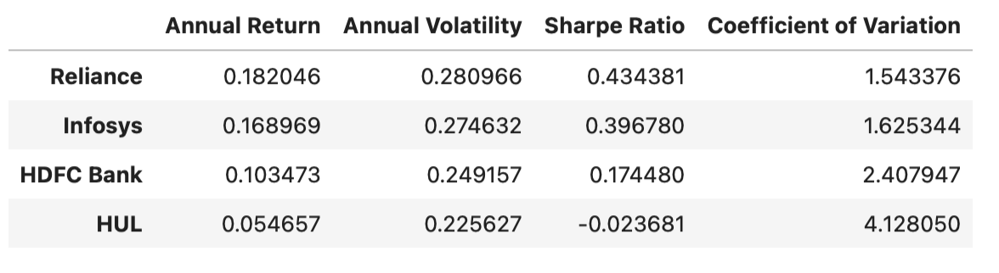 Annual Return Annual Volatility Sharpe Ratio Coefficient of Variation
Reliance 0.182046 0.280966 0.434381 1.543376
Infosys 0.168969 0.274632 0.396780 1.625344
HDFC Bank 0.103473 0.249157 0.174480 2.407947
HUL 0.054657 0.225627 -0.023681 4.128050